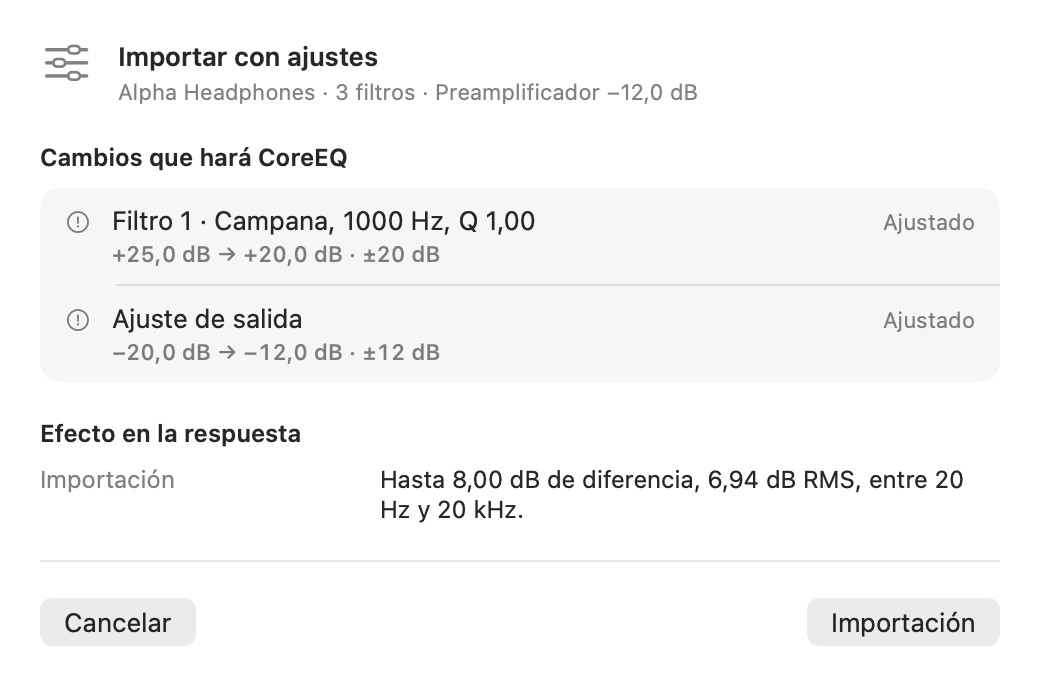 Importar con ajustes
Alpha Headphones · 3 filtros · Preamplificador −12,0 dB
Cambios que hará CoreEQ
Filtro 1 · Campana, 1000 Hz, Q 1,00
Ajustado
+25,0 dB → +20,0 dB · ±20 dB
Ajuste de salida
Ajustado
−20,0 dB → −12,0 dB · ±12 dB
Efecto en la respuesta
Importación
Hasta 8,00 dB de diferencia, 6,94 dB RMS, entre 20
Hz y 20 kHz.
Cancelar
Importación